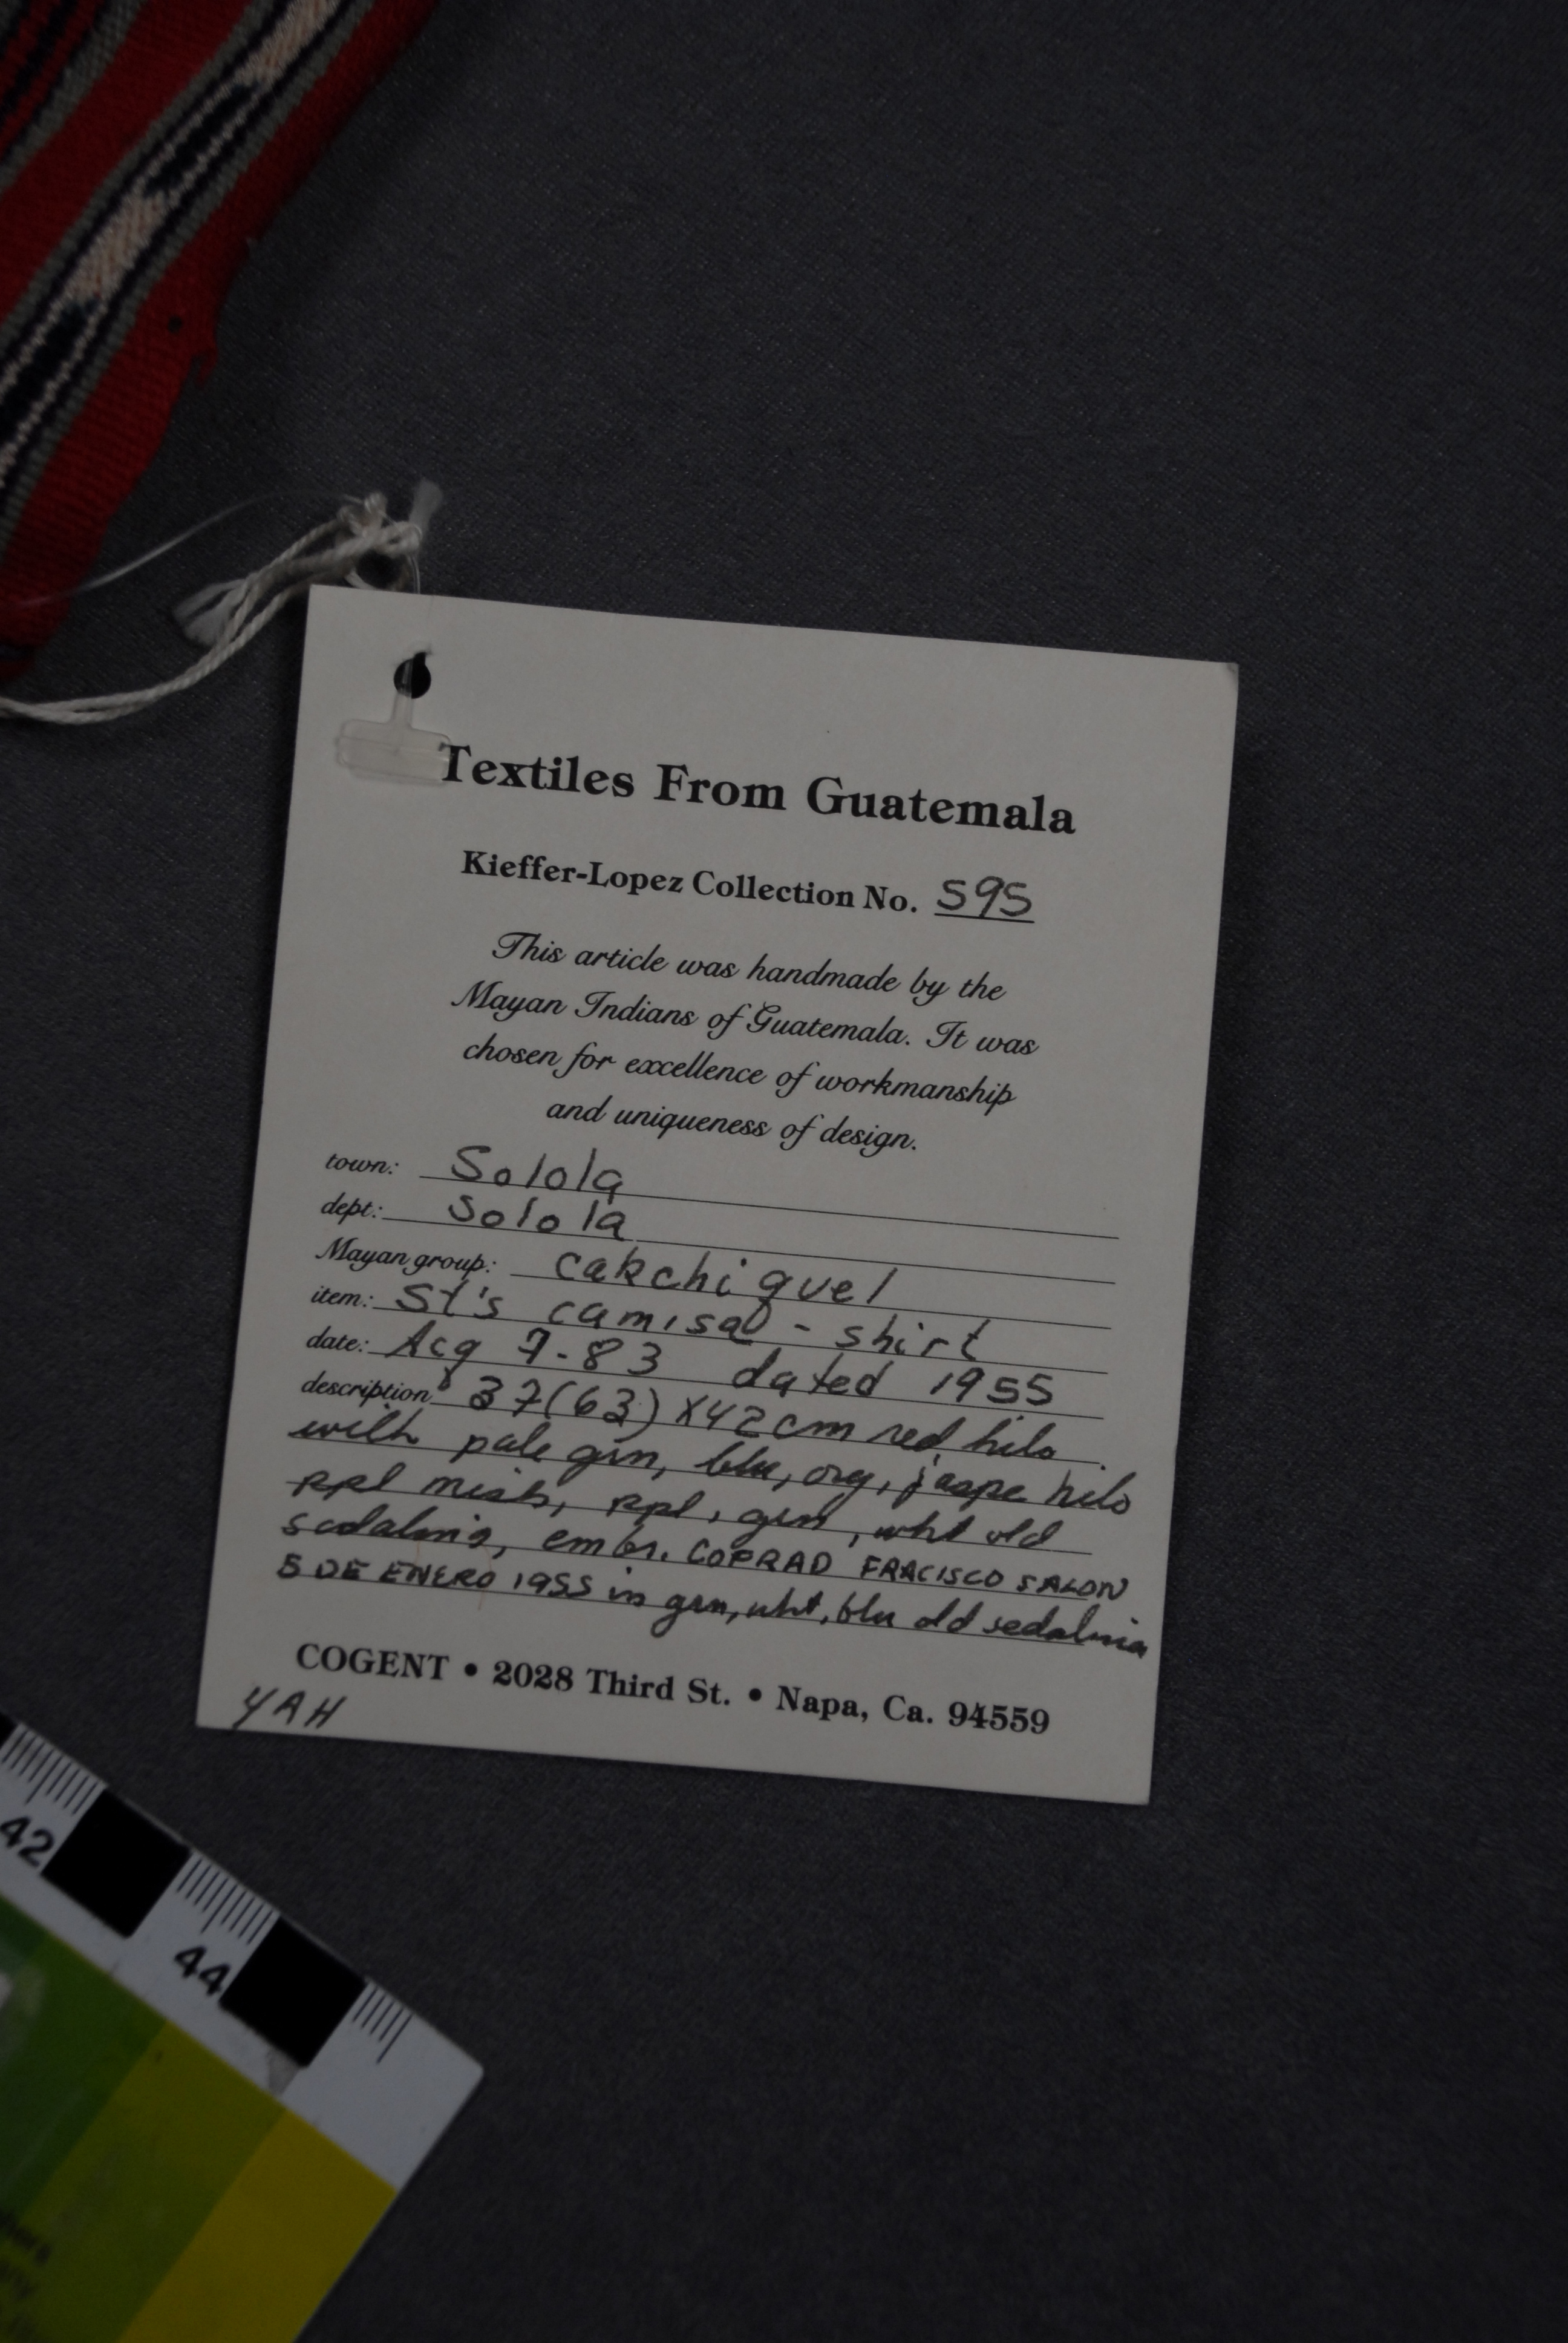 Textiles From Guatemala
Kieffer-Lopez Collection No. 595
This article was handmade by the
Mayan Indians of Guatemala. It was
chosen for excellence of workmanship
and uniqueness of design.
town: Solola
dept: Solola
Mayan group: cakchiquel
item: St's camisa - shirt
date: Acq 7-83 dated 1955
description: 37(63) X42cm red hilo
with pale grn, blu, org, jaspe hilo
ppl mish, ppl, grn, wht old
sedalina, embr. COFRAD FRACISCO SALON
5 DE ENERO 1955 in grn, wht, blu old sedalina
COGENT • 2028 Third St. • Napa, Ca. 94559
YAH
42
44